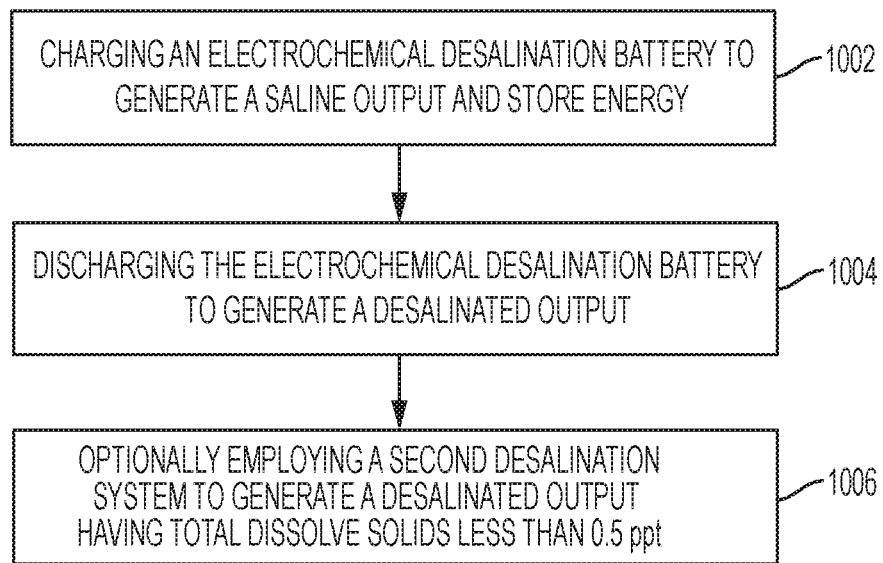 CHARGING AN ELECTROCHEMICAL DESALINATION BATTERY TO
GENERATE A SALINE OUTPUT AND STORE ENERGY
1002
DISCHARGING THE ELECTROCHEMICAL DESALINATION BATTERY
TO GENERATE A DESALINATED OUTPUT
1004
OPTIONALLY EMPLOYING A SECOND DESALINATION
SYSTEM TO GENERATE A DESALINATED OUTPUT
HAVING TOTAL DISSOLVE SOLIDS LESS THAN 0.5 ppt
1006